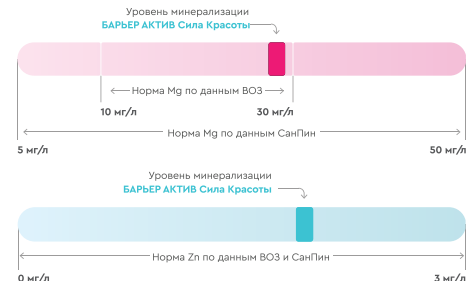 Уровень минерализации
БАРЬЕР АКТИВ Сила Красоты
Норма Mg по данным ВОЗ
10 мг/л 30 мг/л
Норма Mg по данным СанПин
5 мг/л 50 мг/л
Уровень минерализации
БАРЬЕР АКТИВ Сила Красоты
Норма Zn по данным ВОЗ и СанПин
0 мг/л 3 мг/л